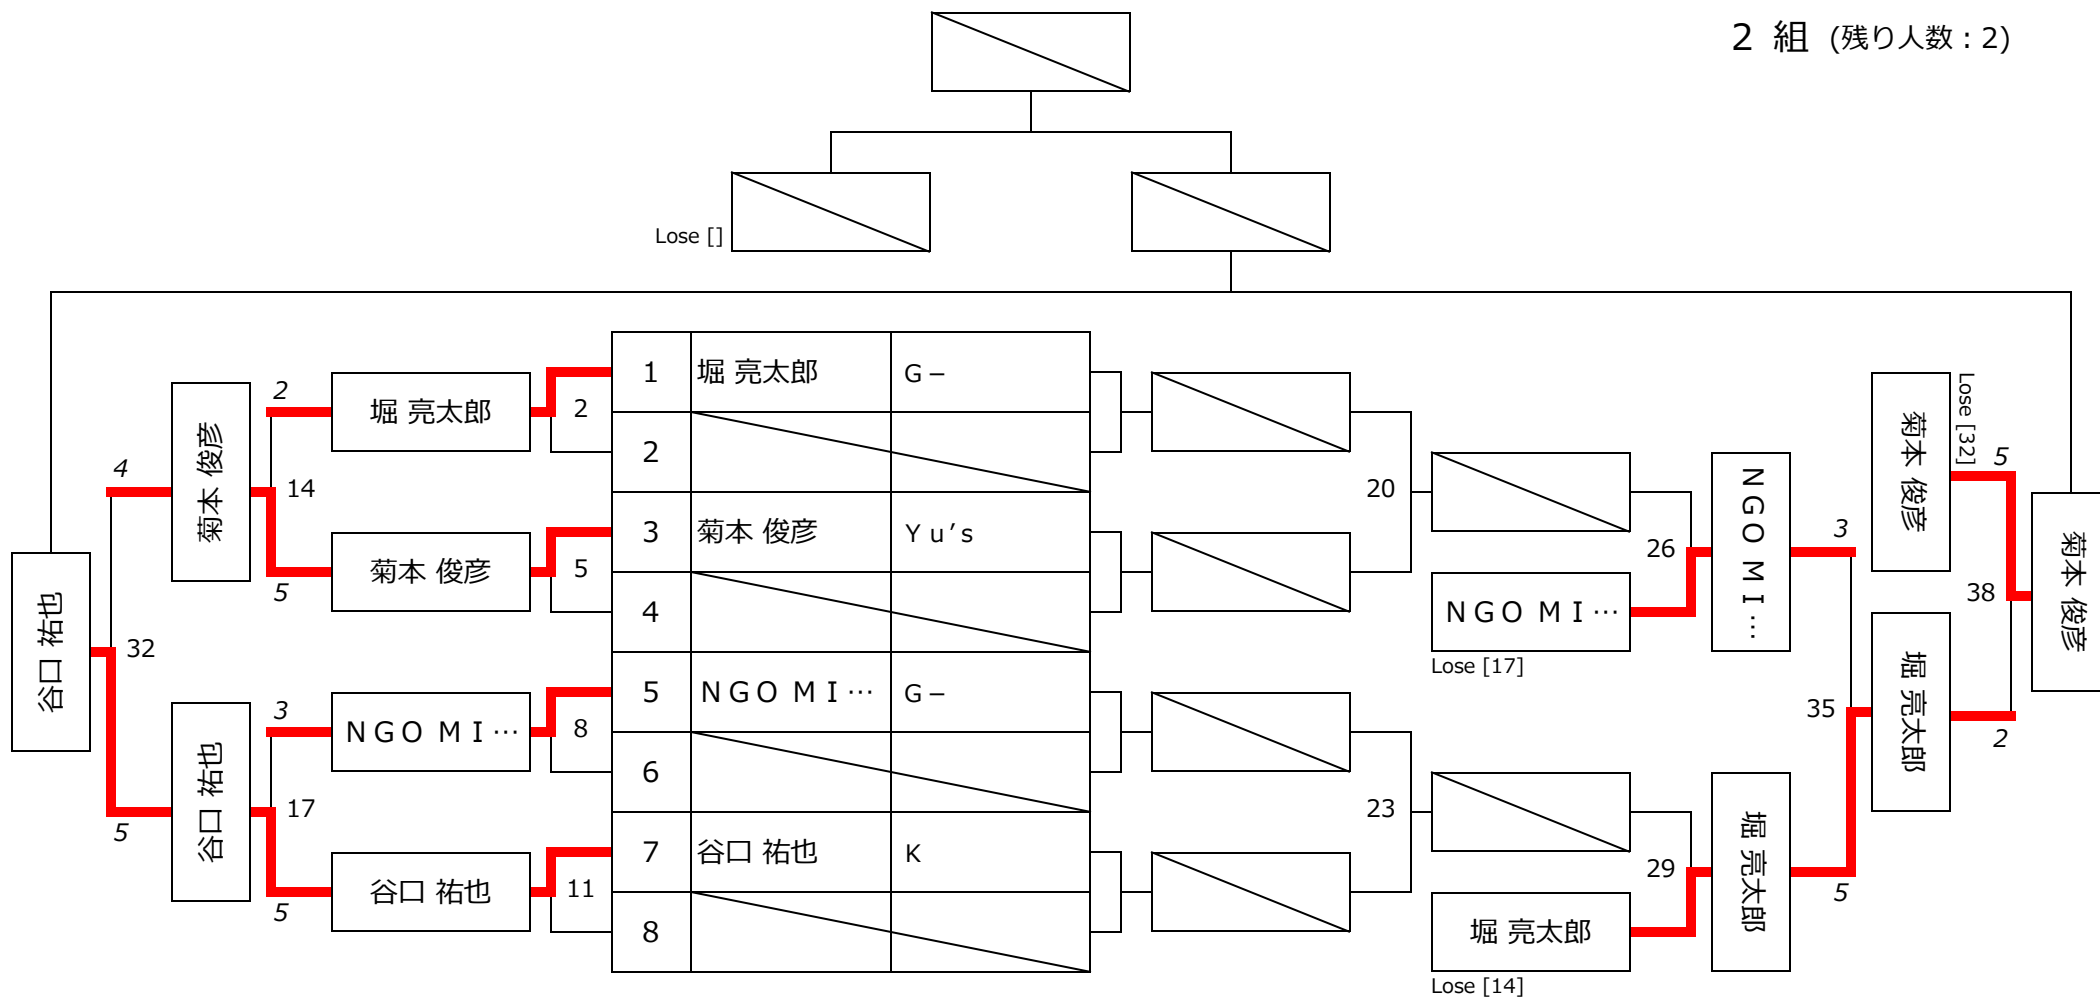 2 組 (残り人数 : 2)
Lose []
1 堀 亮太郎 G－
2
3 菊本 俊彦 Ｙｕ’ｓ
4
5 ＮＧＯ ＭＩ… G－
6
7 谷口 祐也 K
8
堀 亮太郎
2
菊本 俊彦
5
ＮＧＯ ＭＩ…
8
谷口 祐也
11
2
14
5
3
17
5
菊本 俊彦
谷口 祐也
4
32
5
谷口 祐也
20
23
ＮＧＯ ＭＩ…
Lose [17]
堀 亮太郎
Lose [14]
26
29
ＮＧＯ ＭＩ…
堀 亮太郎
3
35
5
菊本 俊彦
Lose [32]
堀 亮太郎
5
38
2
菊本 俊彦